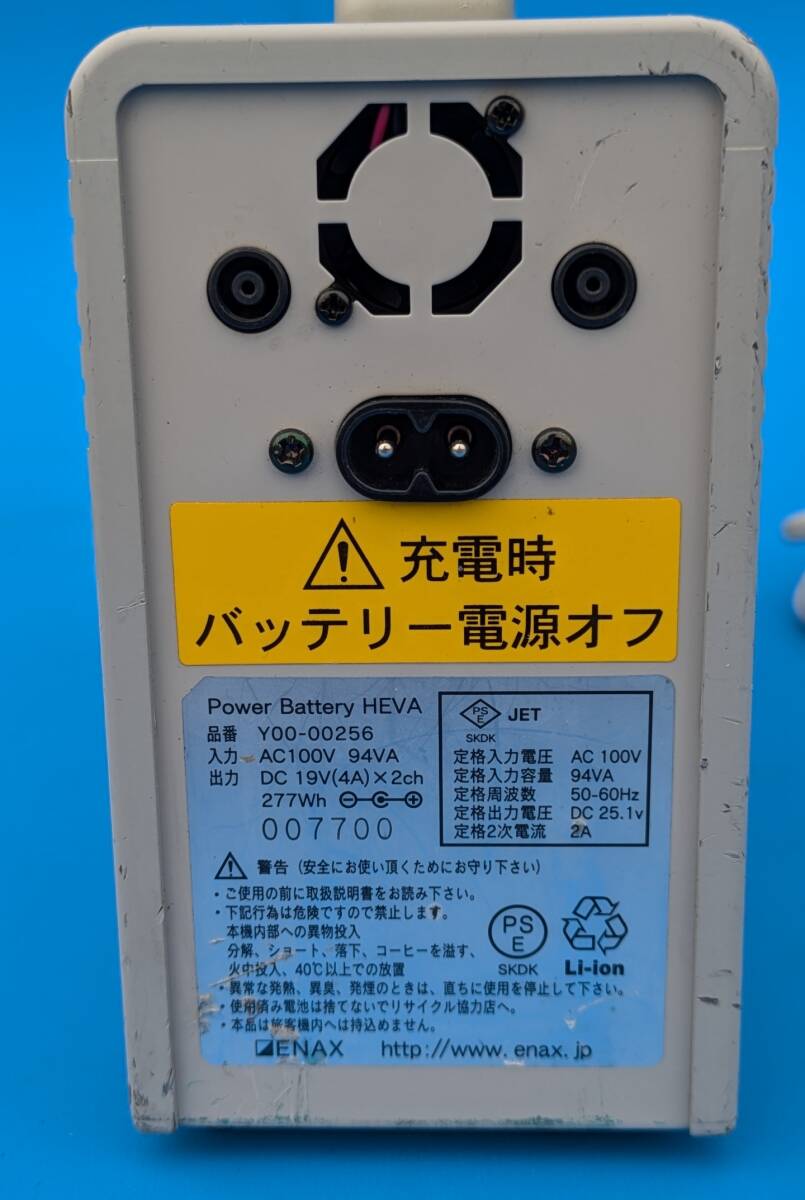 充電時
バッテリー電源オフ
Power Battery HEVA
品番 Y00-00256
入力 AC100V 94VA
出力 DC 19V(4A)×2ch
277Wh
007700
PS
E
JET
SKDK
定格入力電圧 AC 100V
定格入力容量 94VA
定格周波数 50-60Hz
定格出力電圧 DC 25.1v
定格2次電流 2A
警告（安全にお使い頂くためにお守り下さい）
・ご使用の前に取扱説明書をお読み下さい。
・下記行為は危険ですので禁止します。
本機内部への異物投入
分解、ショート、落下、コーヒーを溢す、
火中投入、40℃以上での放置
・異常な発熱、異臭、発煙のときは、直ちに使用を停止して下さい。
・使用済み電池は捨てないでリサイクル協力店へ。
・本品は旅客機内へは持込めません。
PS
E
SKDK
Li-ion
ENAX http://www.enax.jp